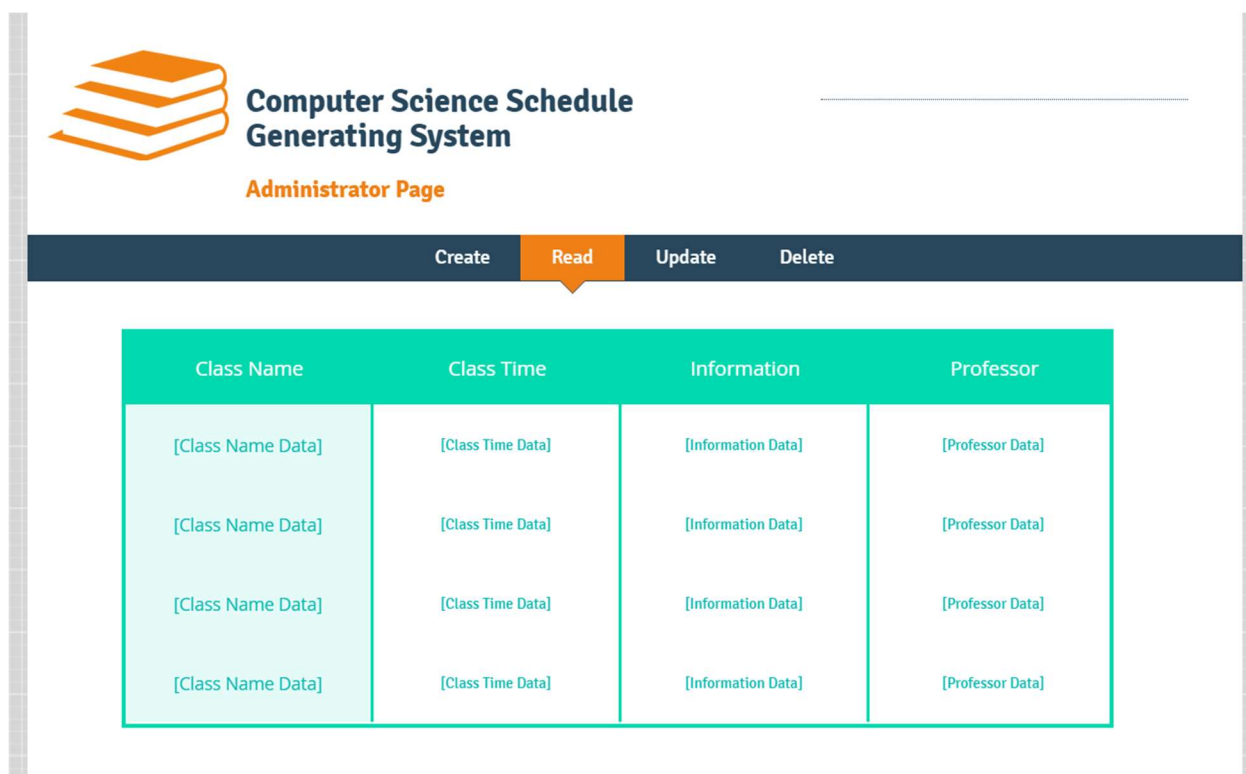 Computer Science Schedule
Generating System
Administrator Page
Create Read Update Delete
Class Name Class Time Information Professor
[Class Name Data] [Class Time Data] [Information Data] [Professor Data]
[Class Name Data] [Class Time Data] [Information Data] [Professor Data]
[Class Name Data] [Class Time Data] [Information Data] [Professor Data]
[Class Name Data] [Class Time Data] [Information Data] [Professor Data]